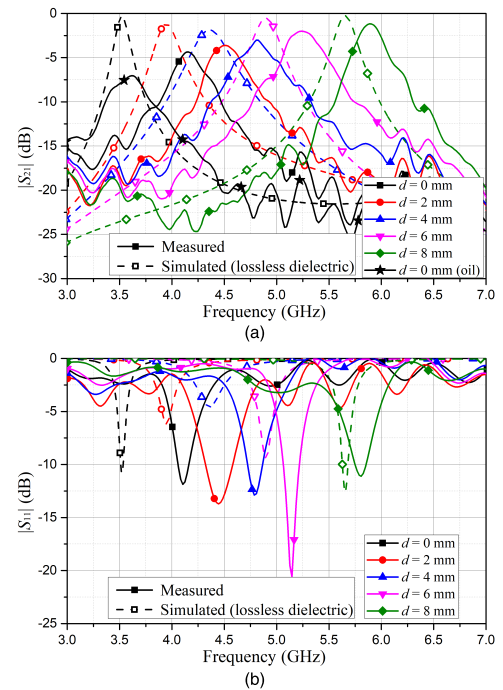 0
-5
-10
-15
-20
-25
-30
|S21| (dB)
d = 0 mm
d = 2 mm
d = 4 mm
d = 6 mm
d = 8 mm
d = 0 mm (oil)
Measured
Simulated (lossless dielectric)
3.0 3.5 4.0 4.5 5.0 5.5 6.0 6.5 7.0
Frequency (GHz)
(a)
0
-5
-10
-15
-20
-25
|S11| (dB)
d = 0 mm
d = 2 mm
d = 4 mm
d = 6 mm
d = 8 mm
Measured
Simulated (lossless dielectric)
3.0 3.5 4.0 4.5 5.0 5.5 6.0 6.5 7.0
Frequency (GHz)
(b)